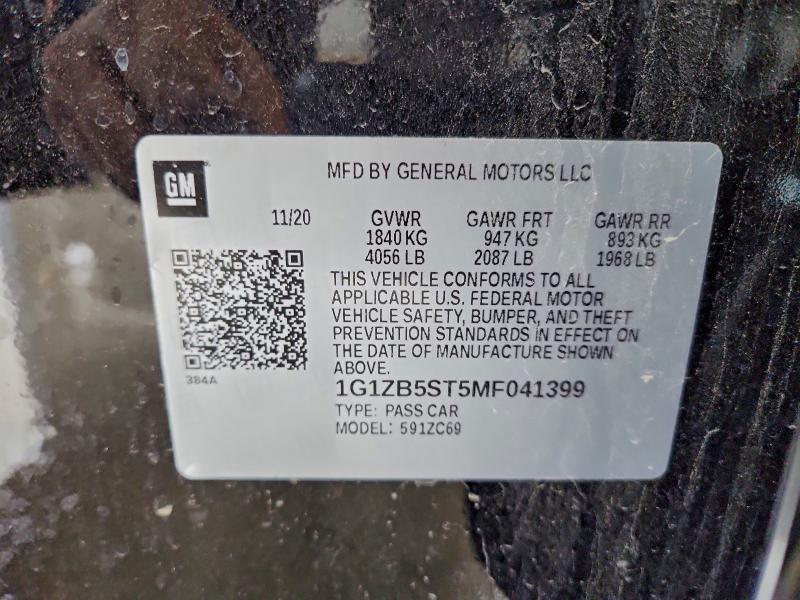 GM
MFD BY GENERAL MOTORS LLC
11/20 GVWR GAWR FRT GAWR RR
1840 KG 947 KG 893 KG
4056 LB 2087 LB 1968 LB
THIS VEHICLE CONFORMS TO ALL
APPLICABLE U.S. FEDERAL MOTOR
VEHICLE SAFETY, BUMPER, AND THEFT
PREVENTION STANDARDS IN EFFECT ON
THE DATE OF MANUFACTURE SHOWN
ABOVE.
384A
1G1ZB5ST5MF041399
TYPE: PASS CAR
MODEL: 591ZC69